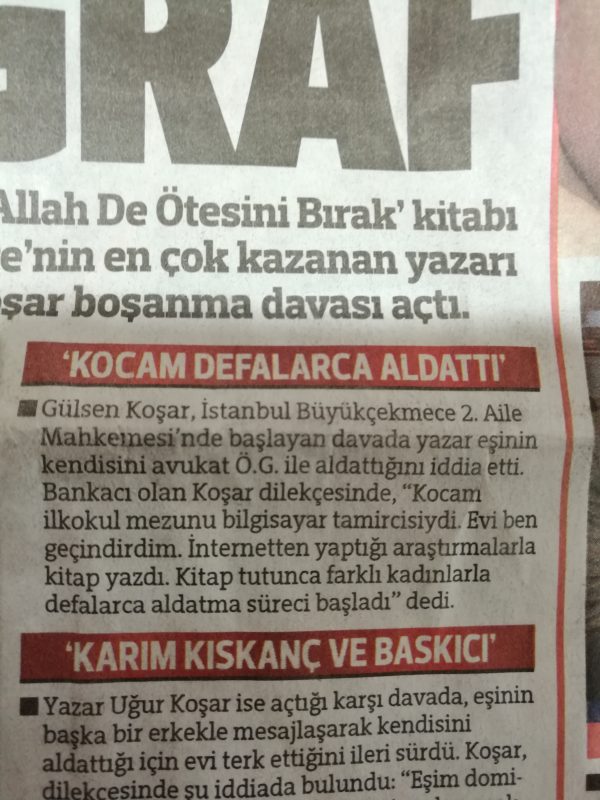 GRAF
Allah De Ötesini Bırak’ kitabı
e’nin en çok kazanan yazarı
şar boşanma davası açtı.
‘KOCAM DEFALARCA ALDATTI’
Gülsen Koşar, İstanbul Büyükçekmece 2. Aile
Mahkemesi’nde başlayan davada yazar eşinin
kendisini avukat Ö.G. ile aldattığını iddia etti.
Bankacı olan Koşar dilekçesinde, “Kocam
ilkokul mezunu bilgisayar tamircisiydi. Evi ben
geçindirdim. İnternetten yaptığı araştırmalarla
kitap yazdı. Kitap tutunca farklı kadınlarla
defalarca aldatma süreci başladı” dedi.
‘KARIM KISKANÇ VE BASKICI’
Yazar Uğur Koşar ise açtığı karşı davada, eşinin
başka bir erkekle mesajlaşarak kendisini
aldattığı için evi terk ettiğini ileri sürdü. Koşar,
dilekçesinde şu iddiada bulundu: “Eşim domi-